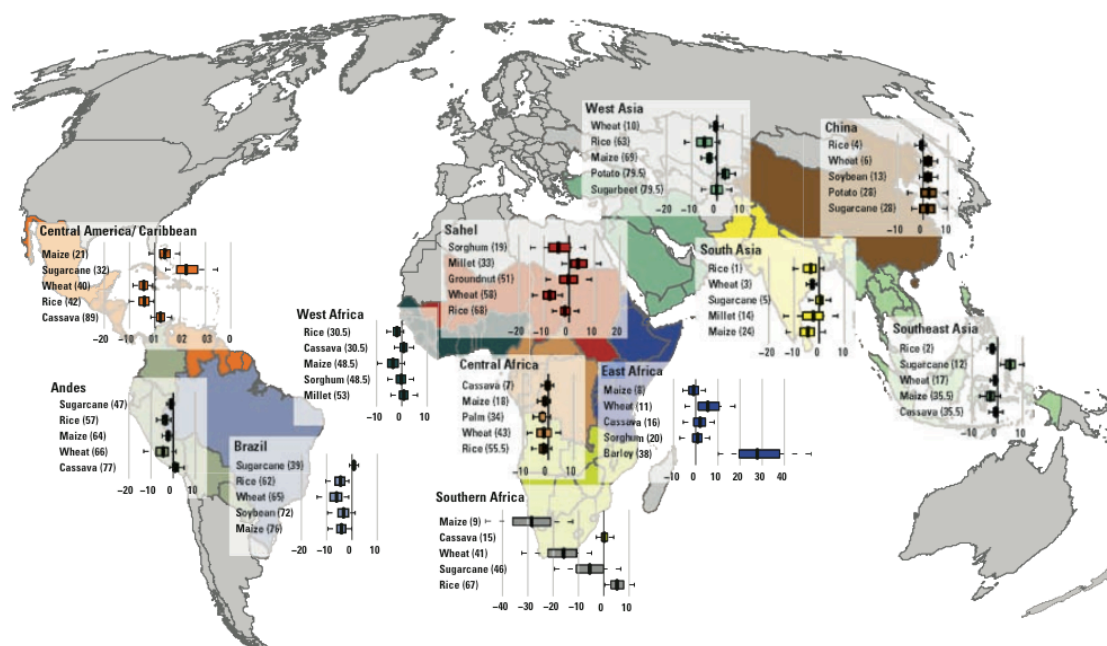 West Asia
Wheat (10)
Rice (63)
Maize (69)
Potato (79.5)
Sugarbeet (79.5)
−20 −10 0 10
China
Rice (4)
Wheat (6)
Soybean (13)
Potato (28)
Sugarcane (28)
−10 0 10
Central America/ Caribbean
Maize (21)
Sugarcane (32)
Wheat (40)
Rice (42)
Cassava (89)
−20 −10 0 02 03 0
Sahel
Sorghum (19)
Millet (33)
Groundnut (51)
Wheat (58)
Rice (68)
−20 −10 0 10 20
South Asia
Rice (1)
Wheat (3)
Sugarcane (5)
Millet (14)
Maize (24)
−10 0 10
West Africa
Rice (30.5)
Cassava (30.5)
Maize (48.5)
Sorghum (48.5)
Millet (53)
−10 0 10
Southeast Asia
Rice (2)
Sugarcane (12)
Wheat (17)
Maize (35.5)
Cassava (35.5)
−10 0 10
Central Africa
Cassava (7)
Maize (18)
Palm (34)
Wheat (43)
Rice (55.5)
−10 0 10
East Africa
Maize (8)
Wheat (11)
Cassava (16)
Sorghum (20)
Barley (38)
−10 0 10 20 30 40
Andes
Sugarcane (47)
Rice (57)
Maize (64)
Wheat (66)
Cassava (77)
−20 −10 0 10
Brazil
Sugarcane (39)
Rice (62)
Wheat (65)
Soybean (72)
Maize (76)
−10 0 10
Southern Africa
Maize (9)
Cassava (15)
Wheat (41)
Sugarcane (46)
Rice (67)
−40 −30 −20 −10 0 10